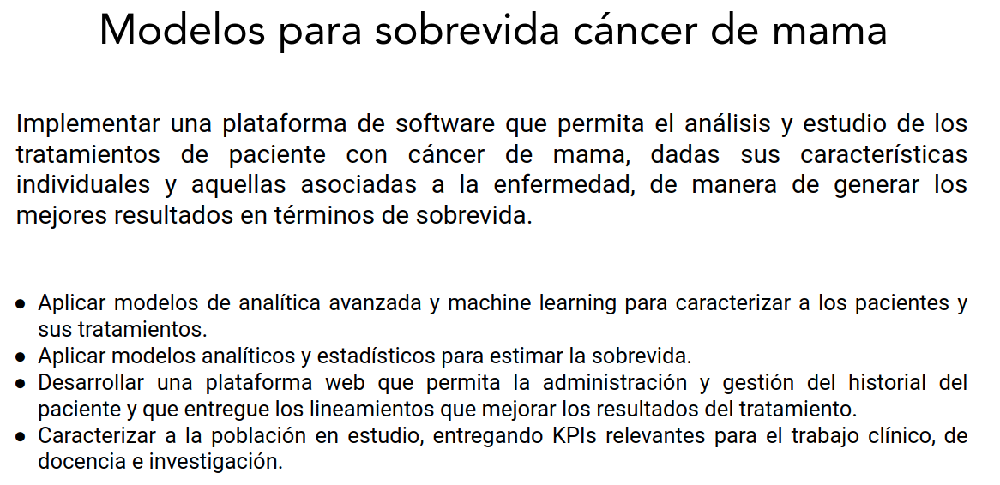 Modelos para sobrevida cáncer de mama
Implementar una plataforma de software que permita el análisis y estudio de los
tratamientos de paciente con cáncer de mama, dadas sus características
individuales y aquellas asociadas a la enfermedad, de manera de generar los
mejores resultados en términos de sobrevida.
● Aplicar modelos de analítica avanzada y machine learning para caracterizar a los pacientes y
sus tratamientos.
● Aplicar modelos analíticos y estadísticos para estimar la sobrevida.
● Desarrollar una plataforma web que permita la administración y gestión del historial del
paciente y que entregue los lineamientos que mejorar los resultados del tratamiento.
● Caracterizar a la población en estudio, entregando KPIs relevantes para el trabajo clínico, de
docencia e investigación.